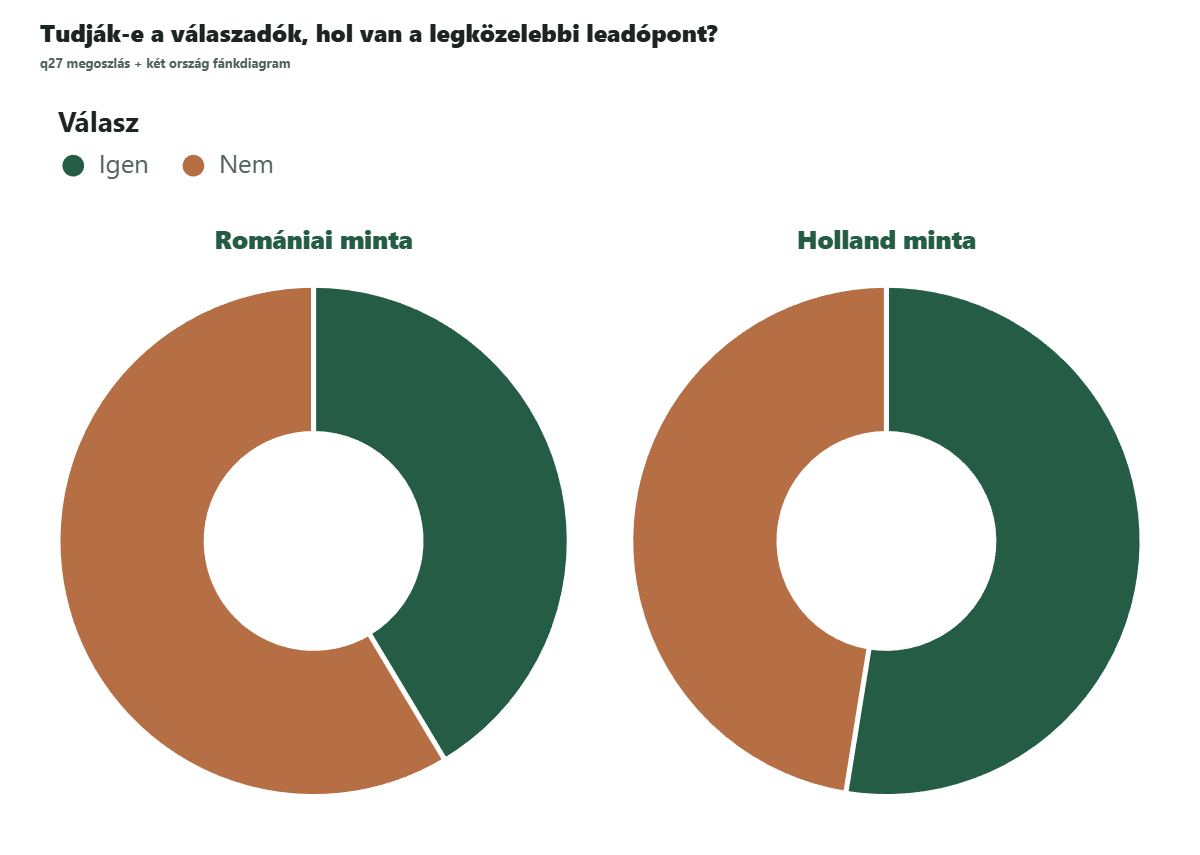 Tudják-e a válaszadók, hol van a legközelebbi leadópont?
q27 megoszlás + két ország fánkdiagram
Válasz
Igen Nem
Romániai minta Holland minta